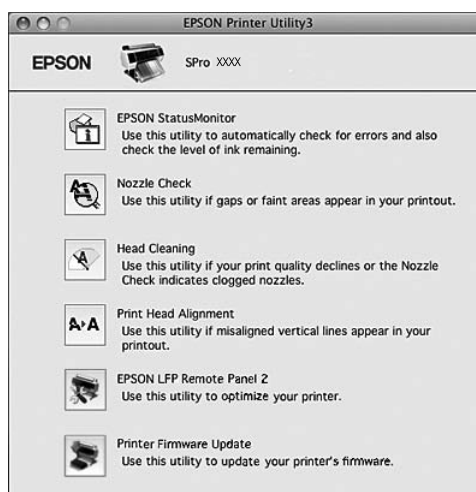 EPSON Printer Utility3
EPSON
SPro XXXX
EPSON StatusMonitor
Use this utility to automatically check for errors and also
check the level of ink remaining.
Nozzle Check
Use this utility if gaps or faint areas appear in your printout.
Head Cleaning
Use this utility if your print quality declines or the Nozzle
Check indicates clogged nozzles.
A▸A
Print Head Alignment
Use this utility if misaligned vertical lines appear in your
printout.
EPSON LFP Remote Panel 2
Use this utility to optimize your printer.
Printer Firmware Update
Use this utility to update your printer's firmware.